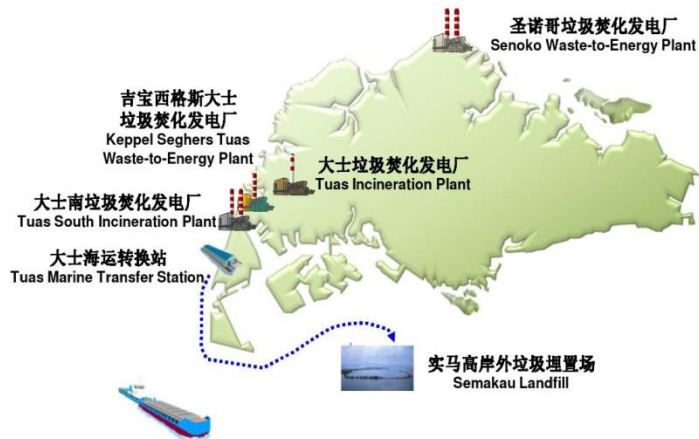 圣诺哥垃圾焚化发电厂
Senoko Waste-to-Energy Plant
吉宝西格斯大士
垃圾焚化发电厂
Keppel Seghers Tuas
Waste-to-Energy Plant
大士垃圾焚化发电厂
Tuas Incineration Plant
大士南垃圾焚化发电厂
Tuas South Incineration Plant
大士海运转换站
Tuas Marine Transfer Station
实马高岸外垃圾埋置场
Semakau Landfill